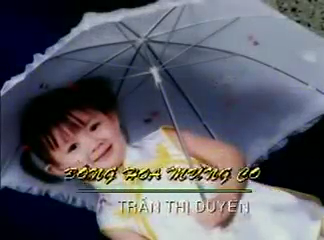 BÔNG HOA MỪNG CÔ
TRẦN THỊ DUYÊN